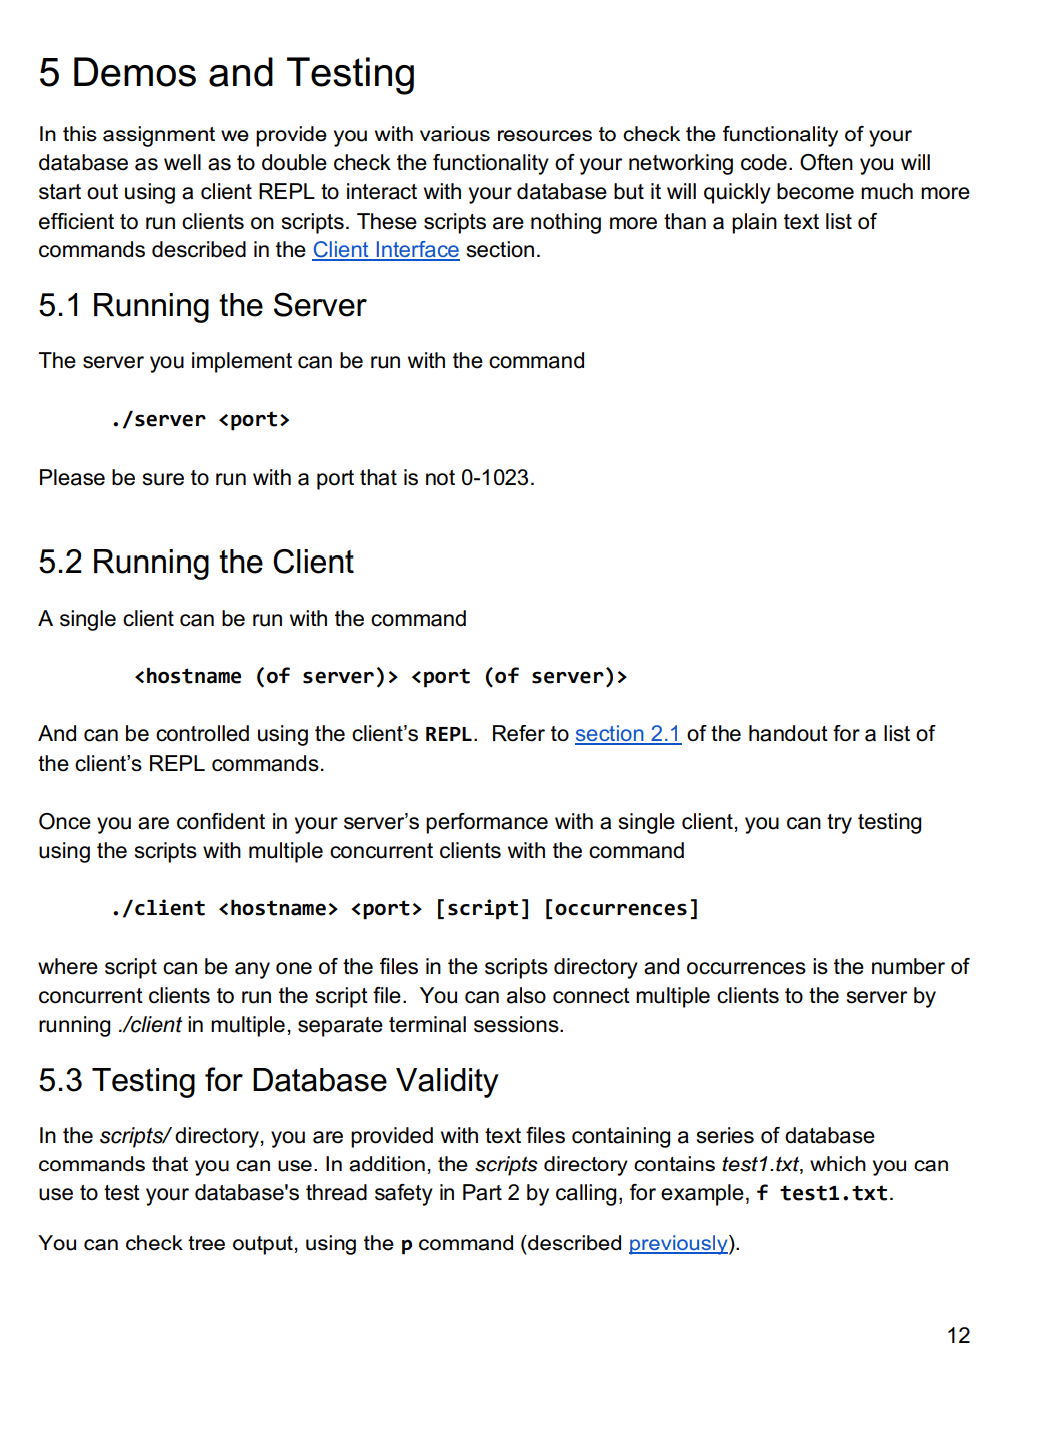 5 Demos and Testing
In this assignment we provide you with various resources to check the functionality of your
database as well as to double check the functionality of your networking code. Often you will
start out using a client REPL to interact with your database but it will quickly become much more
efficient to run clients on scripts. These scripts are nothing more than a plain text list of
commands described in the Client Interface section.
5.1 Running the Server
The server you implement can be run with the command
./server <port>
Please be sure to run with a port that is not 0-1023.
5.2 Running the Client
A single client can be run with the command
<hostname (of server)> <port (of server)>
And can be controlled using the client’s REPL. Refer to section 2.1 of the handout for a list of
the client’s REPL commands.
Once you are confident in your server’s performance with a single client, you can try testing
using the scripts with multiple concurrent clients with the command
./client <hostname> <port> [script] [occurrences]
where script can be any one of the files in the scripts directory and occurrences is the number of
concurrent clients to run the script file. You can also connect multiple clients to the server by
running ./client in multiple, separate terminal sessions.
5.3 Testing for Database Validity
In the scripts/ directory, you are provided with text files containing a series of database
commands that you can use. In addition, the scripts directory contains test1.txt, which you can
use to test your database's thread safety in Part 2 by calling, for example, f test1.txt.
You can check tree output, using the p command (described previously).
12